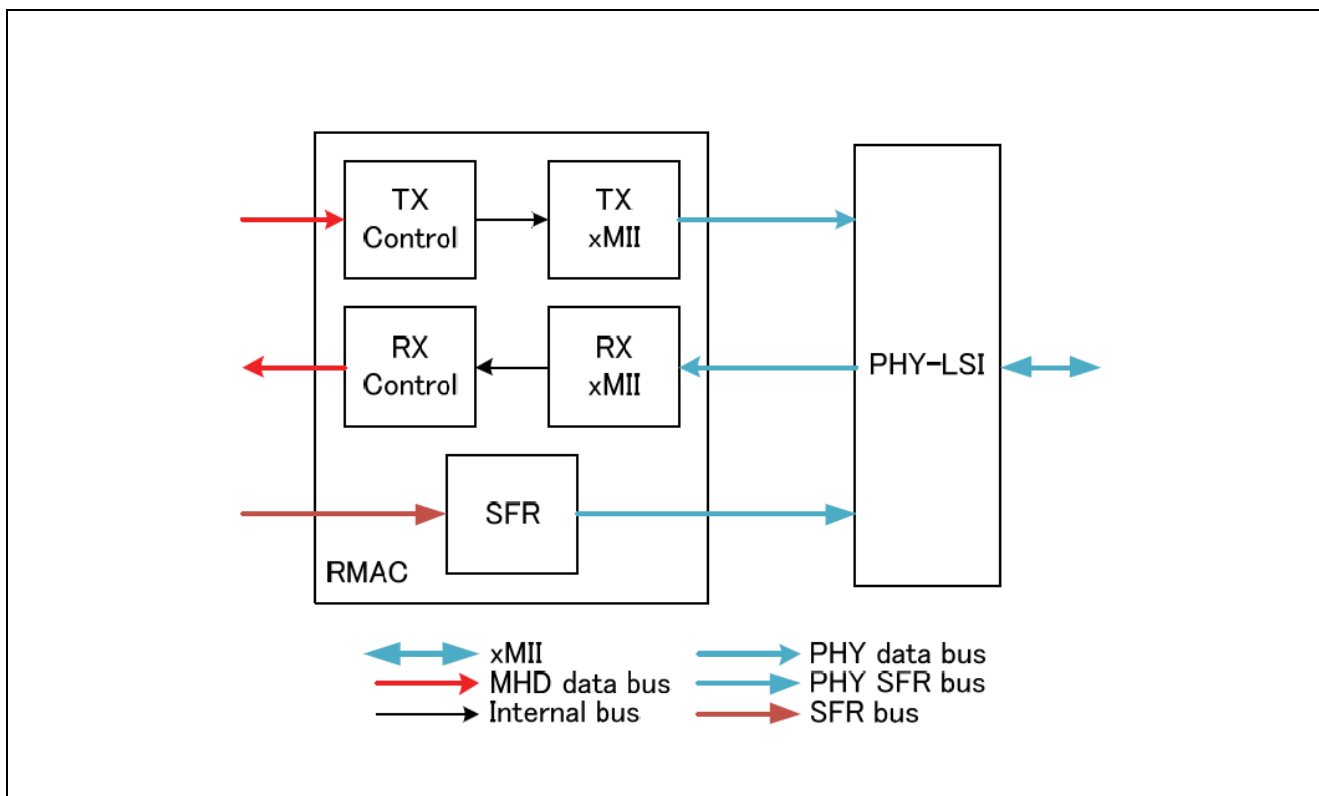 TX
Control
TX
xMII
RX
Control
RX
xMII
PHY-LSI
SFR
RMAC
xMII
PHY data bus
MHD data bus
PHY SFR bus
Internal bus
SFR bus